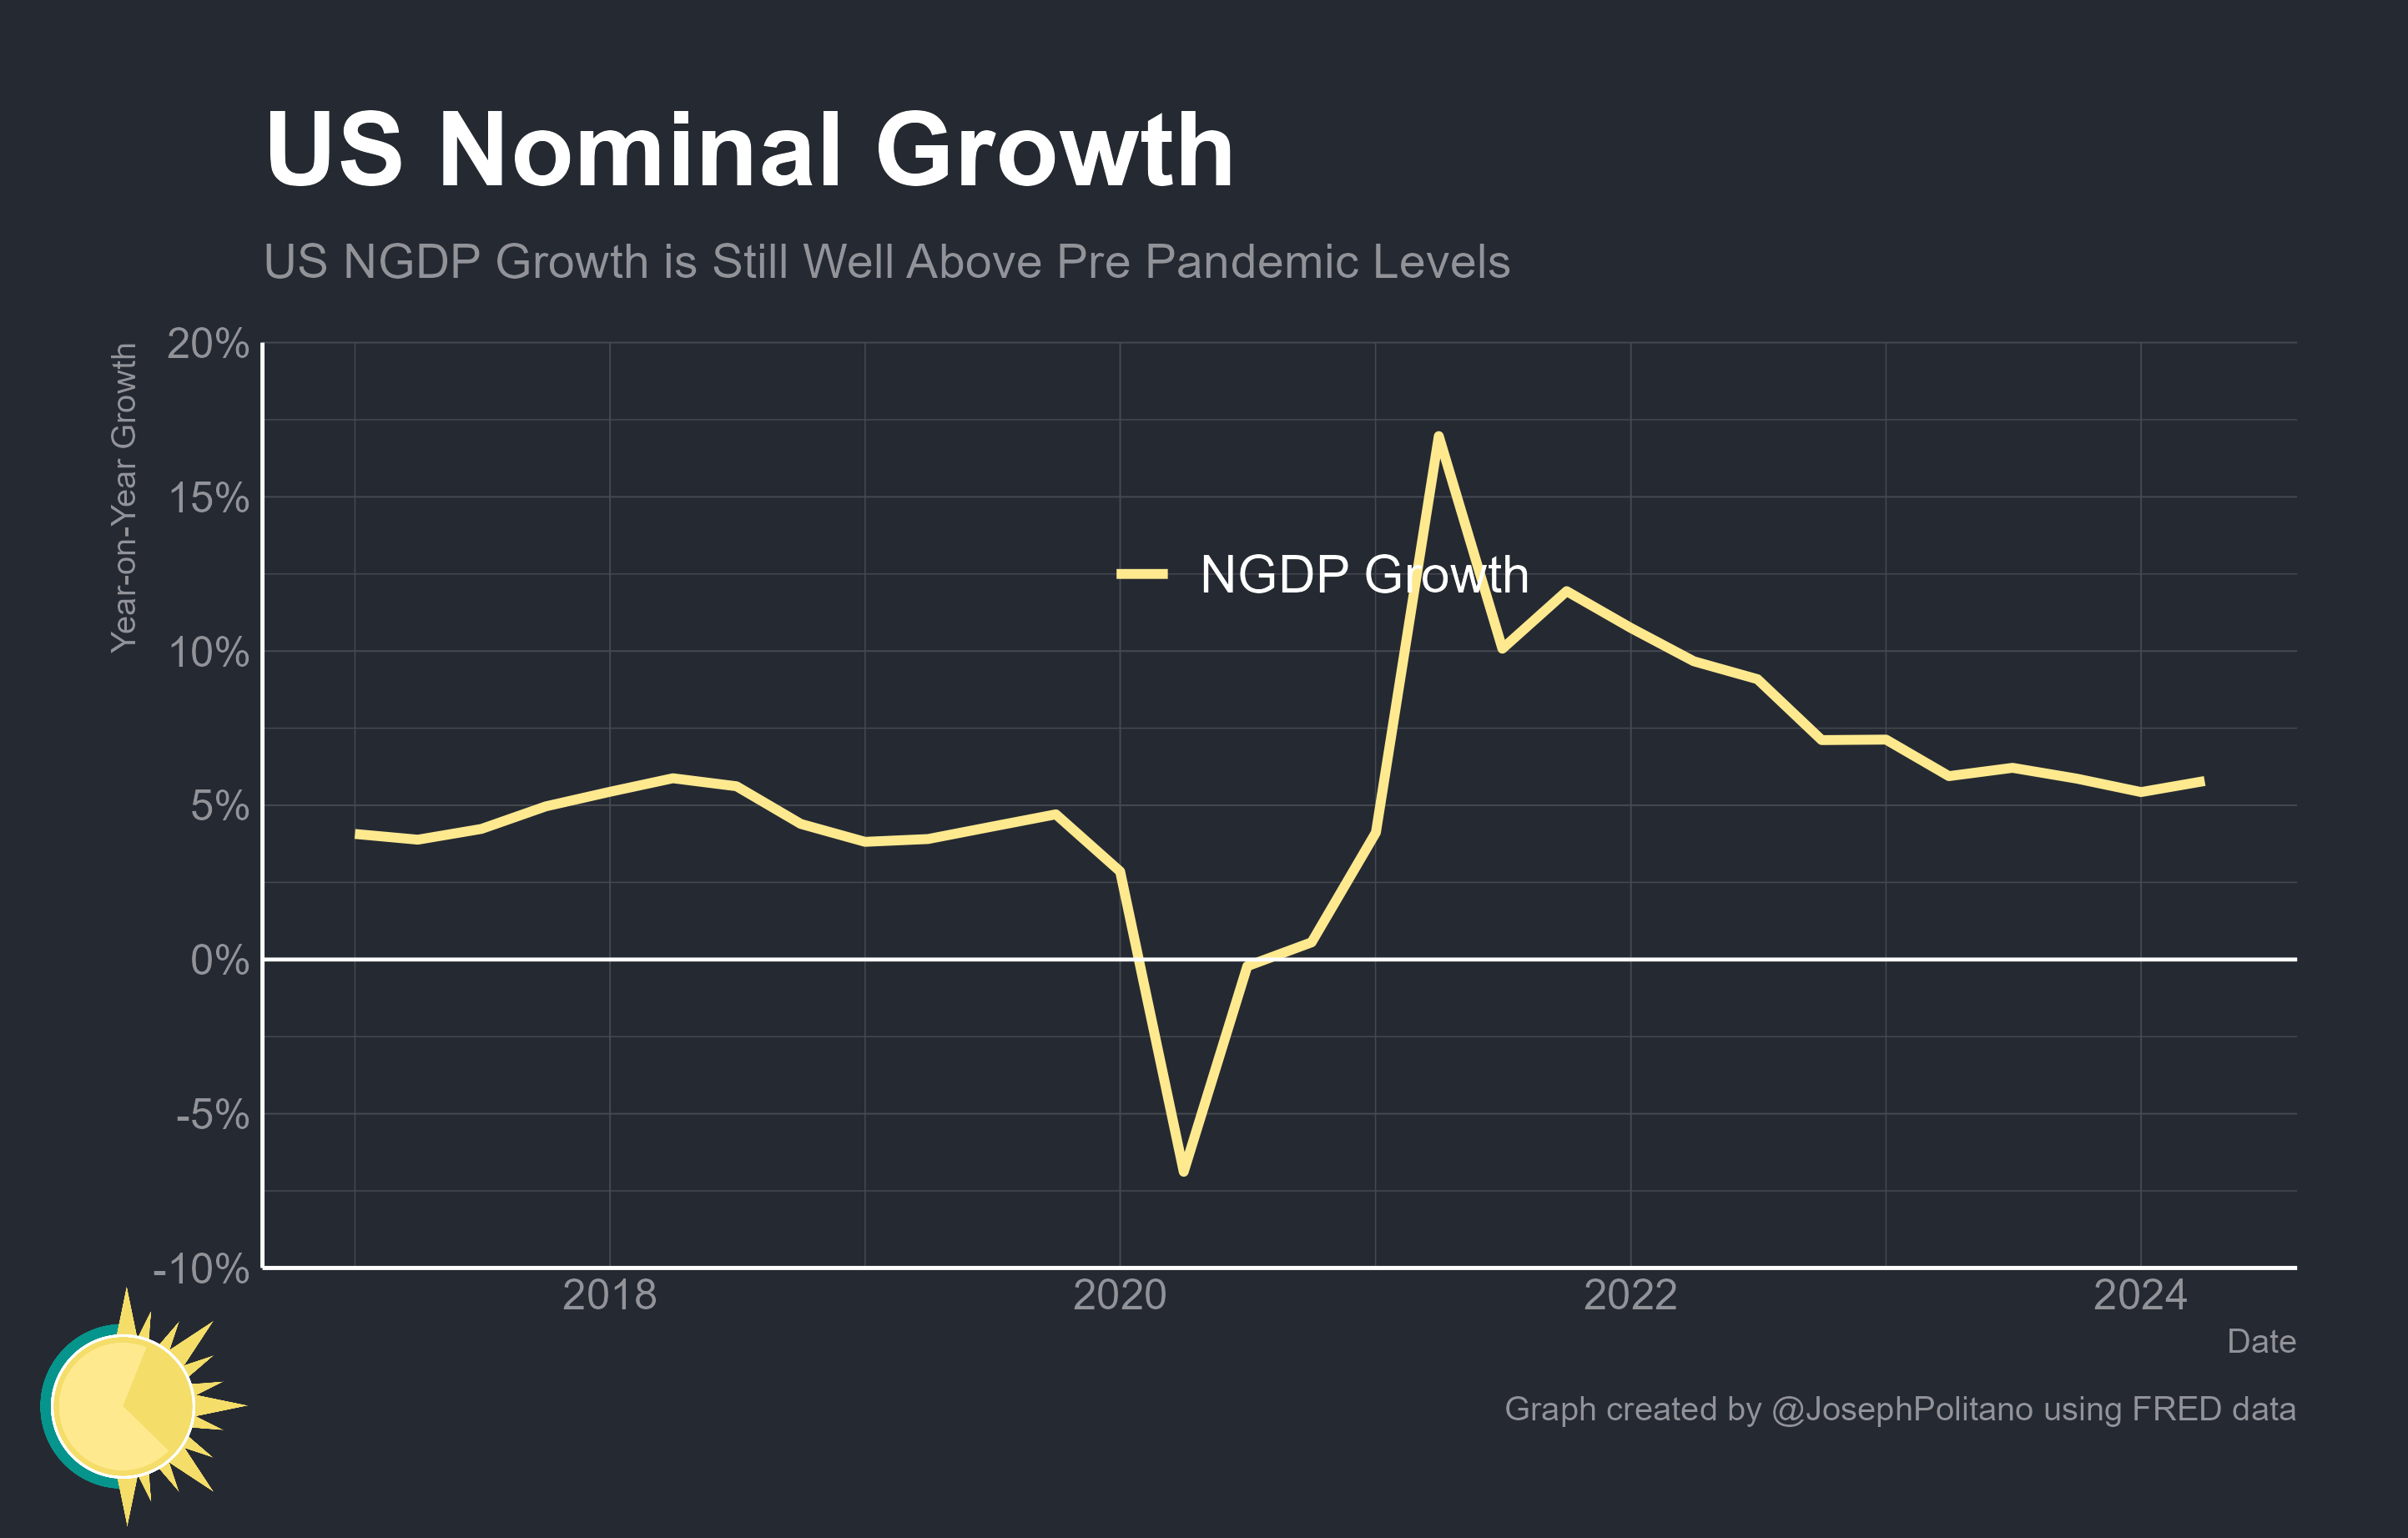 US Nominal Growth
US NGDP Growth is Still Well Above Pre Pandemic Levels
Year-on-Year Growth
20%
15%
10%
5%
0%
-5%
-10%
NGDP Growth
2018
2020
2022
2024
Date
Graph created by @JosephPolitano using FRED data